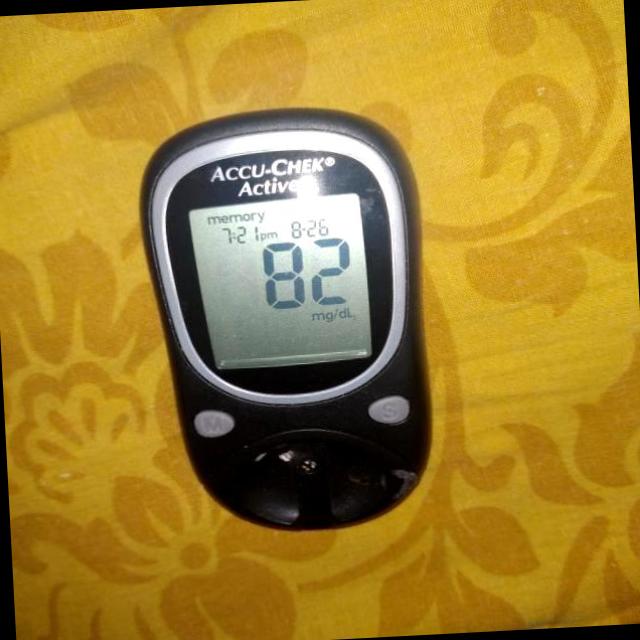 ACCU-CHEK®
Active
memory
7:21pm 8-26
82
mg/dL
M S